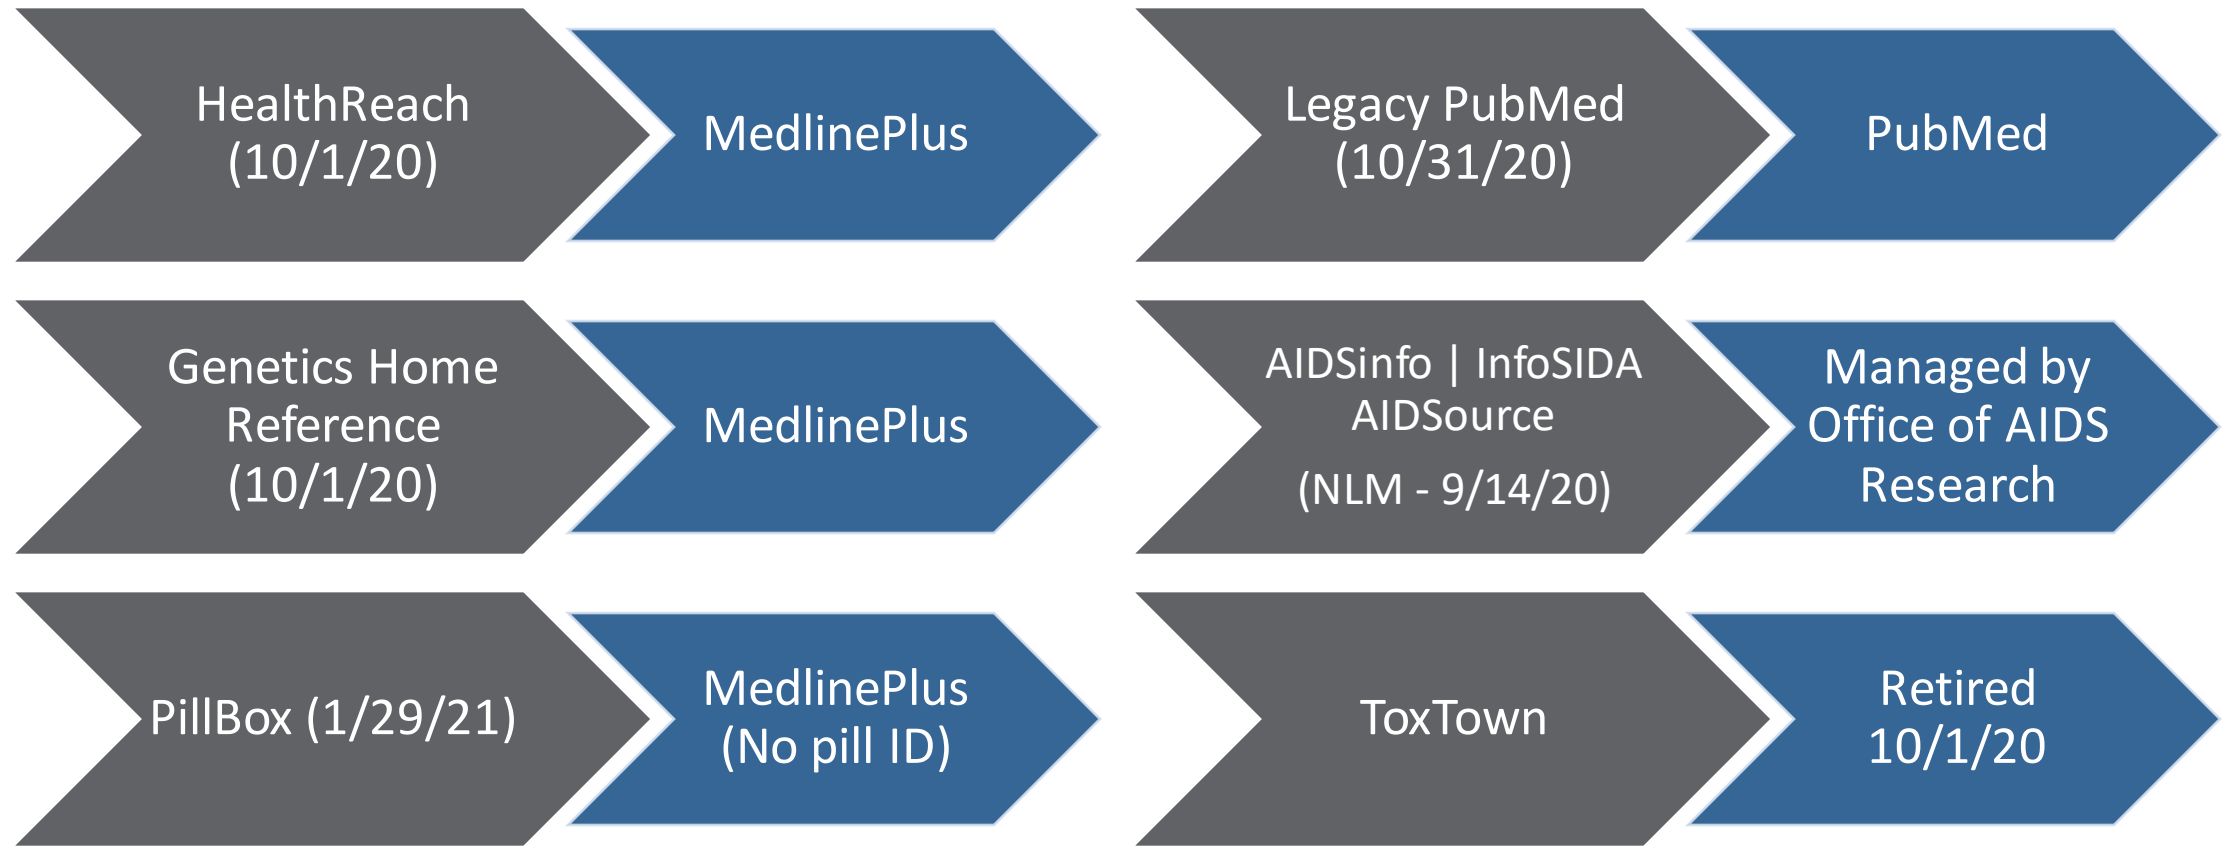 HealthReach
(10/1/20)
MedlinePlus
Legacy PubMed
(10/31/20)
PubMed
Genetics Home
Reference
(10/1/20)
MedlinePlus
AIDSinfo | InfoSIDA
AIDSource
(NLM - 9/14/20)
Managed by
Office of AIDS
Research
PillBox (1/29/21)
MedlinePlus
(No pill ID)
ToxTown
Retired
10/1/20